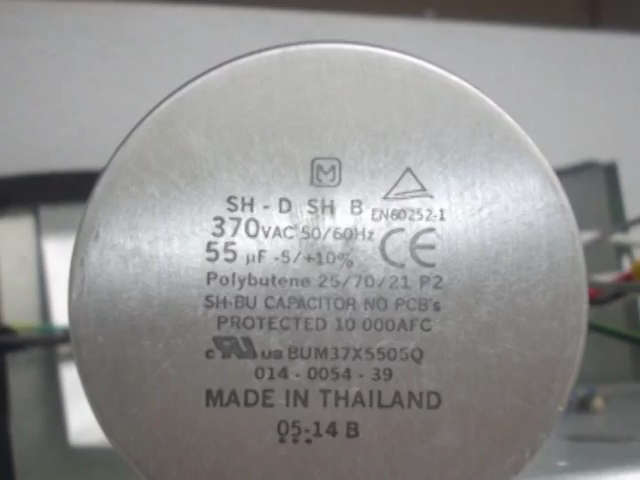 M
SH - D SH B EN60252-1
370VAC 50/60Hz
55 µF -5/+10% CE
Polybutene 25/70/21 P2
SH-BU CAPACITOR NO PCB's
PROTECTED 10 000AFC
cURus BUM37X5505Q
014 - 0054 - 39
MADE IN THAILAND
05-14 B